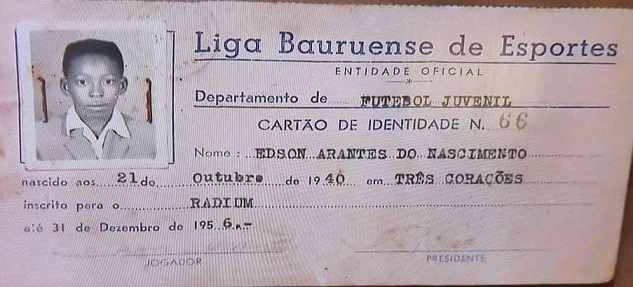 Liga Bauruense de Esportes
ENTIDADE OFICIAL
Departamento de FUTEBOL JUVENIL
CARTÃO DE IDENTIDADE N. 66
Nome: EDSON ARANTES DO NASCIMENTO
nascido aos 21 de Outubro de 1940 em TRÊS CORAÇÕES
inscrito para o RADIUM
até 31 de Dezembro de 1956.-
JOGADOR PRESIDENTE